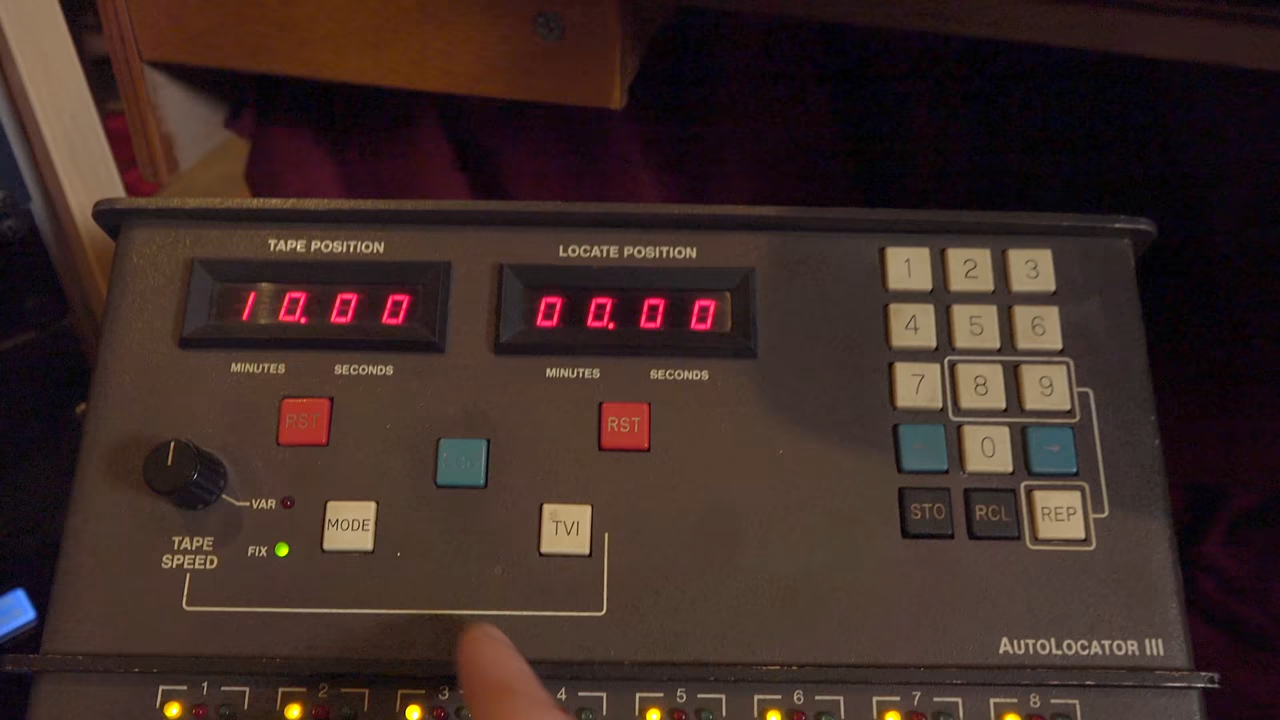 TAPE POSITION LOCATE POSITION
10.00 00.00
MINUTES SECONDS MINUTES SECONDS
1 2 3
4 5 6
7 8 9
← 0 →
STO RCL REP
RST RST
VAR
MODE TVI
TAPE SPEED FIX
AUTOLOCATOR III
1 2 3 4 5 6 7 8